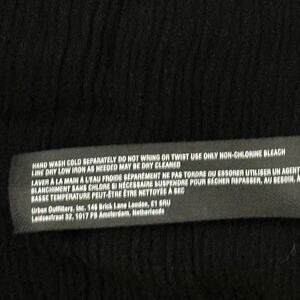 HAND WASH COLD SEPARATELY DO NOT WRING OR TWIST USE ONLY NON-CHLORINE BLEACH
LINE DRY LOW IRON AS NEEDED MAY BE DRY CLEANED
LAVER À LA MAIN À L'EAU FROIDE SÉPARÉMENT NE PAS TORDRE OU ESSORER UTILISER UN AGENT
BLANCHIMENT SANS CHLORE SI NÉCESSAIRE SUSPENDRE POUR SÉCHER REPASSER, AU BESOIN, À
BASSE TEMPÉRATURE PEUT-ÊTRE NETTOYÉE À SEC
Urban Outfitters, Inc. 146 Brick Lane London, E1 6RU
Leidsestraat 32, 1017 PB Amsterdam, Netherlands